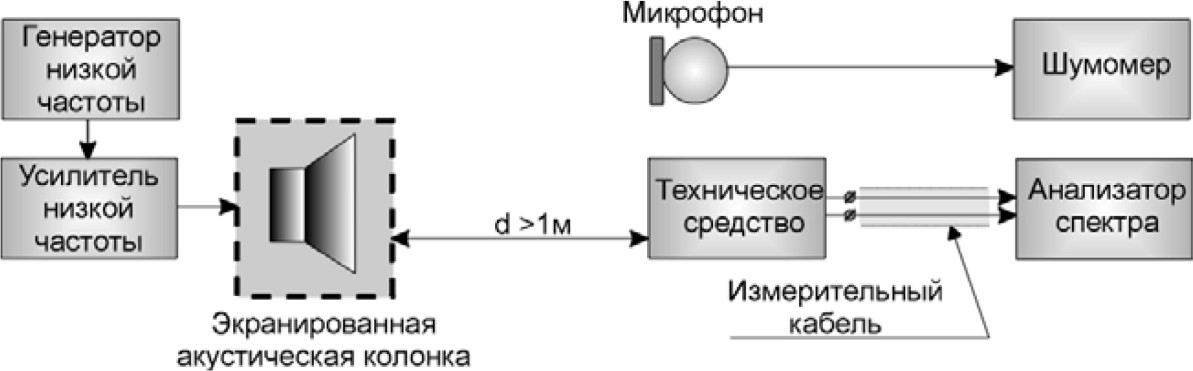 Генератор
низкой
частоты
Усилитель
низкой
частоты
Экранированная
акустическая колонка
d >1м
Микрофон
Шумомер
Техническое
средство
Анализатор
спектра
Измерительный
кабель